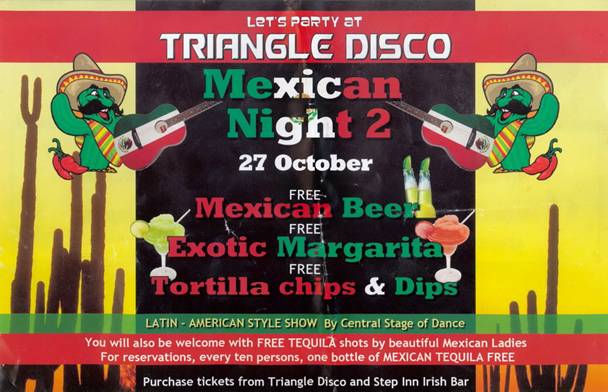 LET'S PARTY AT
TRIANGLE DISCO
Mexican
Night 2
27 October
FREE
Mexican Beer
FREE
Exotic Margarita
FREE
Tortilla chips & Dips
LATIN - AMERICAN STYLE SHOW By Central Stage of Dance
You will also be welcome with FREE TEQUILA shots by beautiful Mexican Ladies
For reservations, every ten persons, one bottle of MEXICAN TEQUILA FREE
Purchase tickets from Triangle Disco and Step Inn Irish Bar